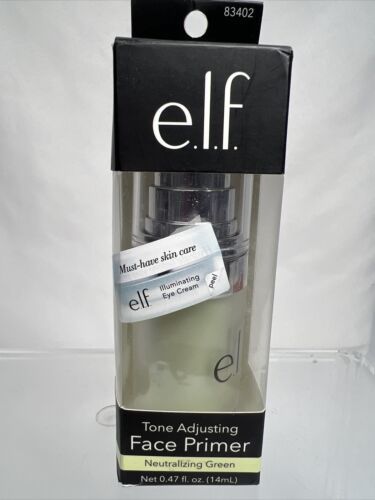 83402
e.l.f.
Must-have skin care
elf
Illuminating
Eye Cream
peel
e.l.f
Tone Adjusting
Face Primer
Neutralizing Green
Net 0.47 fl. oz (14mL)